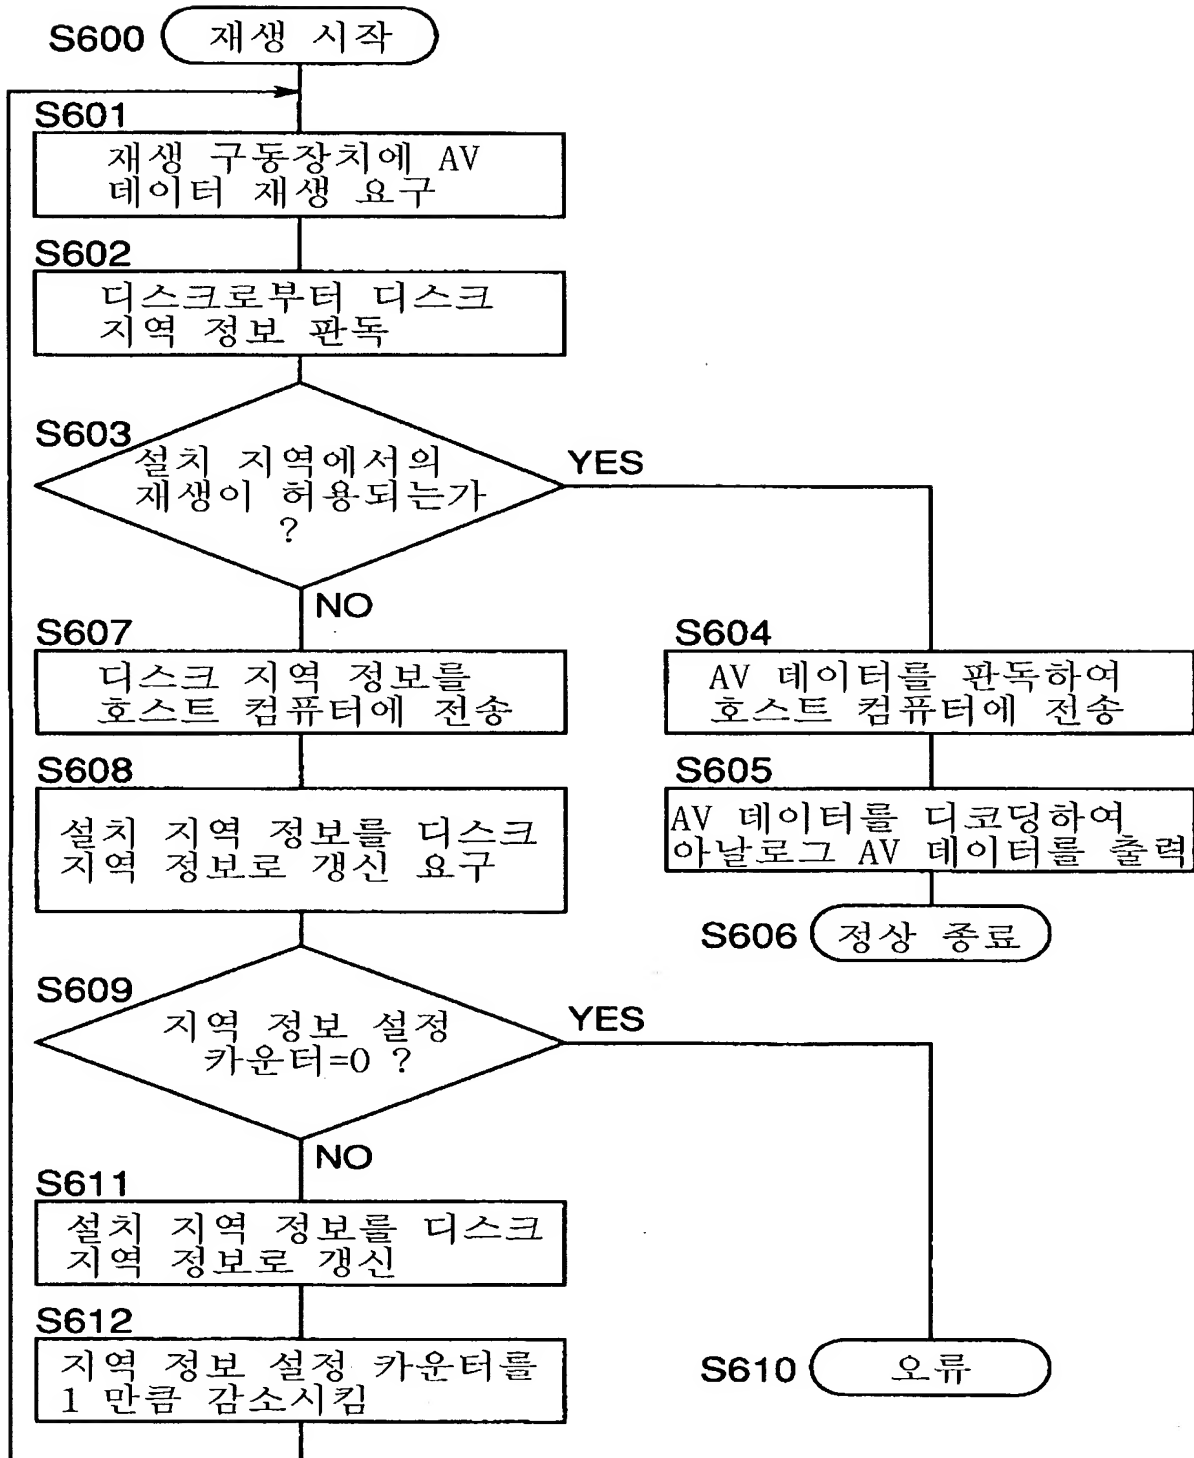 S600 재생 시작
S601
재생 구동장치에 AV
데이터 재생 요구
S602
디스크로부터 디스크
지역 정보 판독
S603
설치 지역에서의
재생이 허용되는가
?
YES
NO
S607
디스크 지역 정보를
호스트 컴퓨터에 전송
S604
AV 데이터를 판독하여
호스트 컴퓨터에 전송
S608
설치 지역 정보를 디스크
지역 정보로 갱신 요구
S605
AV 데이터를 디코딩하여
아날로그 AV 데이터를 출력
S606 정상 종료
S609
지역 정보 설정
카운터=0 ?
YES
NO
S611
설치 지역 정보를 디스크
지역 정보로 갱신
S612
지역 정보 설정 카운터를
1 만큼 감소시킴
S610 오류